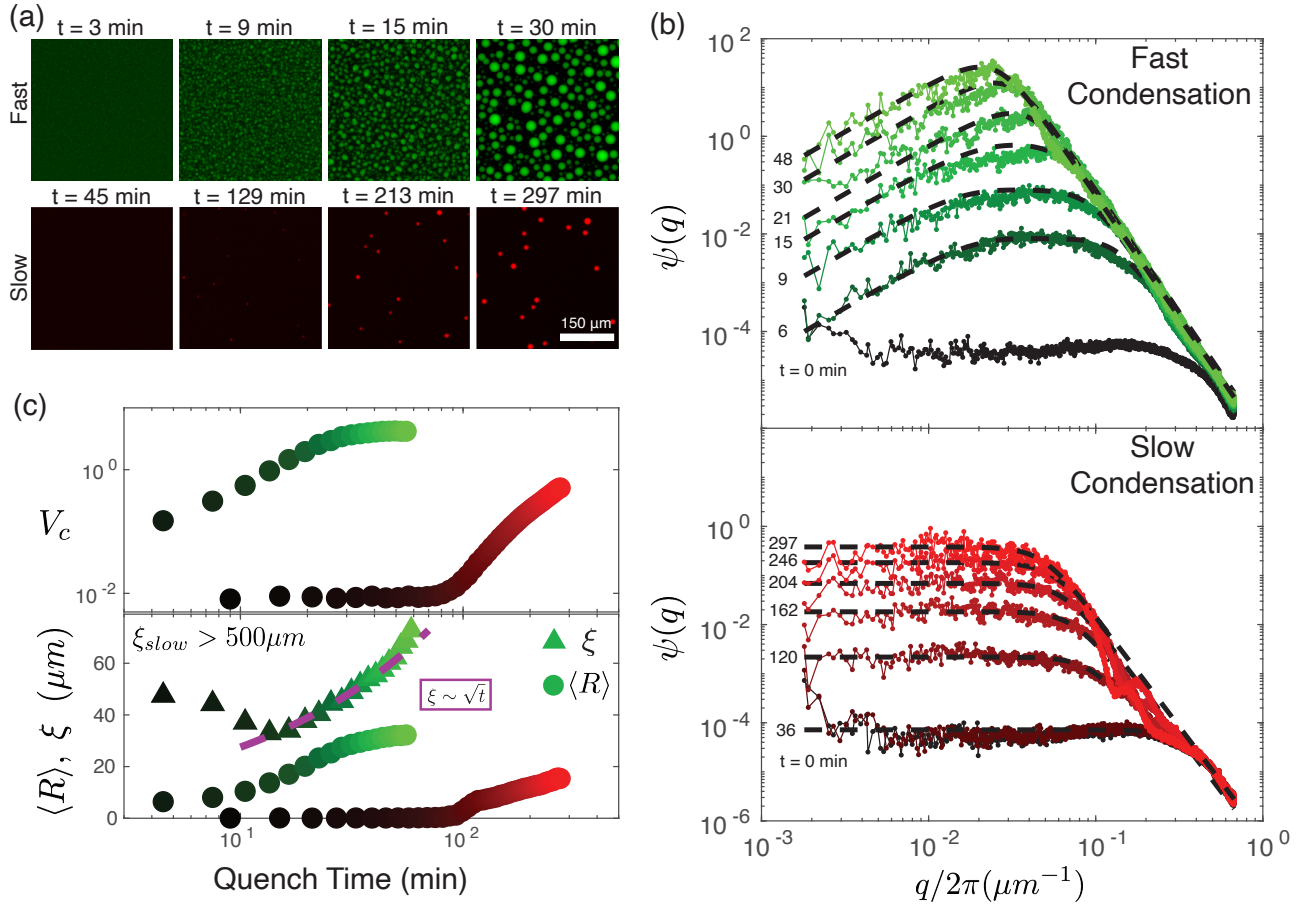 (a)
t = 3 min
t = 9 min
t = 15 min
t = 30 min
Fast
t = 45 min
t = 129 min
t = 213 min
t = 297 min
Slow
150 μm
(b)
10^2
10^0
10^-2
10^-4
ψ(q)
Fast
Condensation
48
30
21
15
9
6
t = 0 min
Slow
Condensation
10^0
10^-2
10^-4
10^-6
ψ(q)
297
246
204
162
120
36
t = 0 min
10^-3
10^-2
10^-1
10^0
q/2π(μm^-1)
(c)
10^0
V_c
10^-2
ξ_slow > 500μm
ξ
⟨R⟩
ξ ∼ √t
60
40
20
0
⟨R⟩, ξ (μm)
10^1
10^2
Quench Time (min)